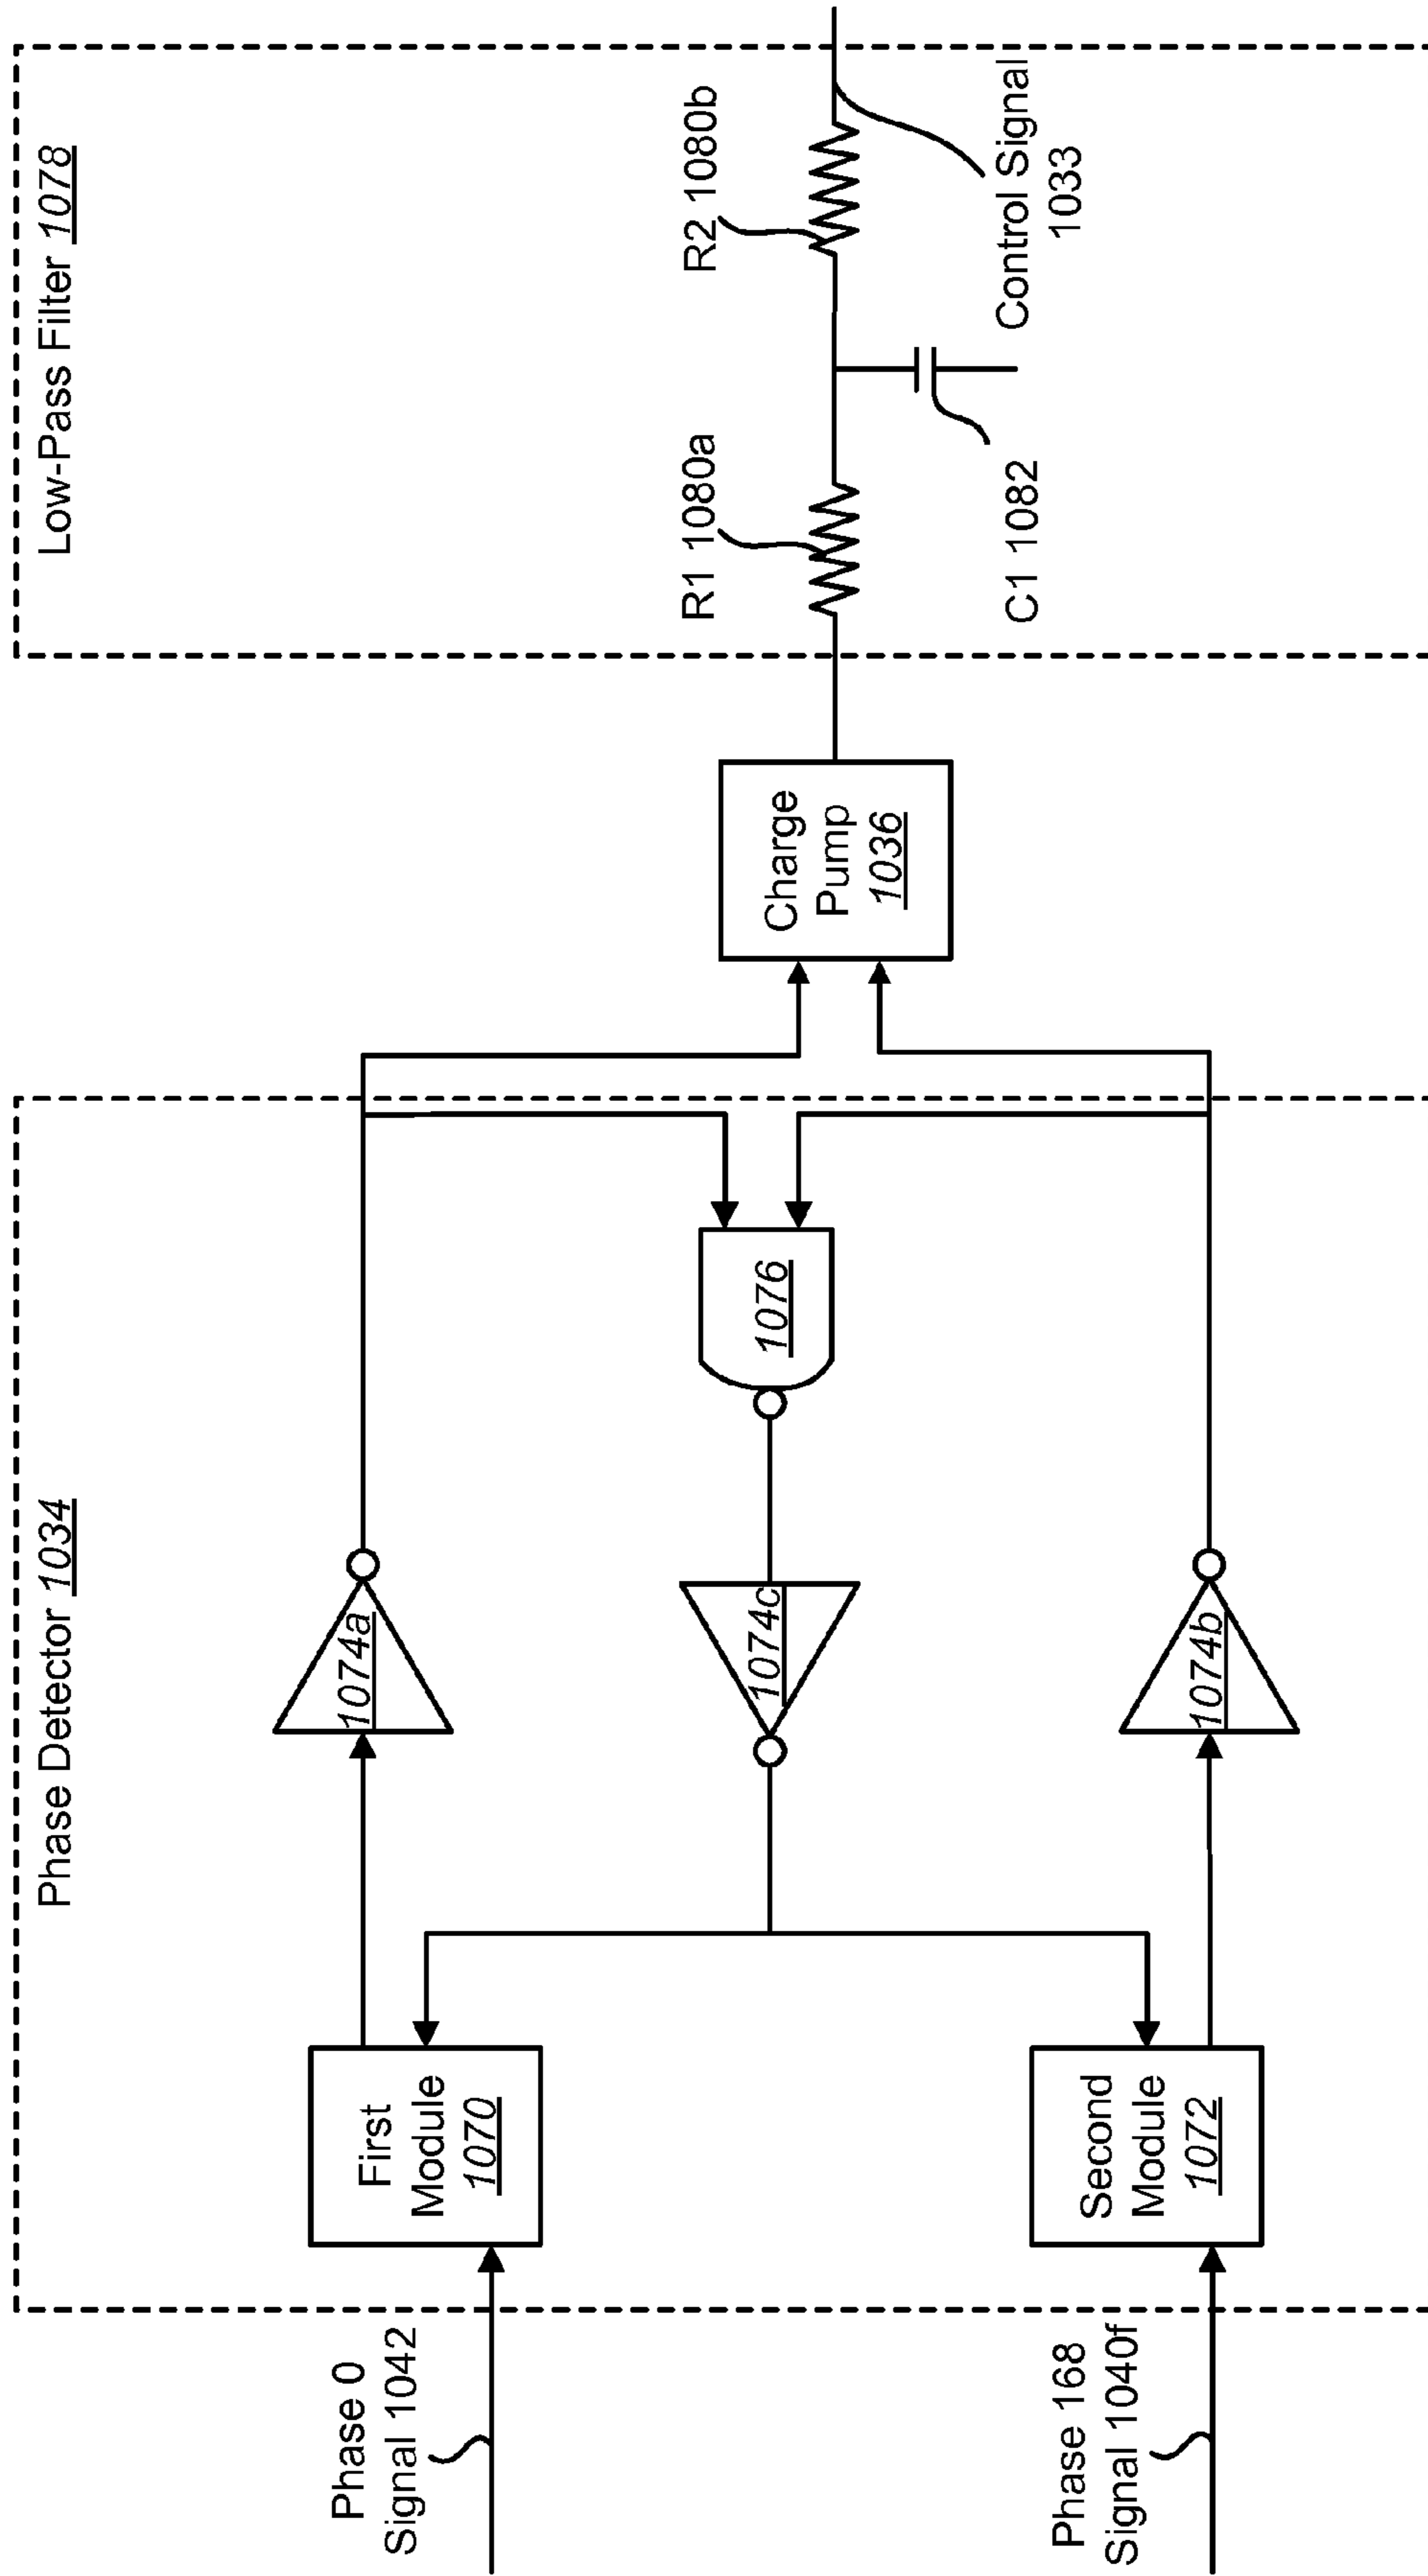 Phase Detector 1034
Low-Pass Filter 1078
Phase 0
Signal 1042
First
Module
1070
1074a
1076
1074c
Charge
Pump
1036
R1 1080a
R2 1080b
C1 1082
Control Signal
1033
Phase 168
Signal 1040f
Second
Module
1072
1074b